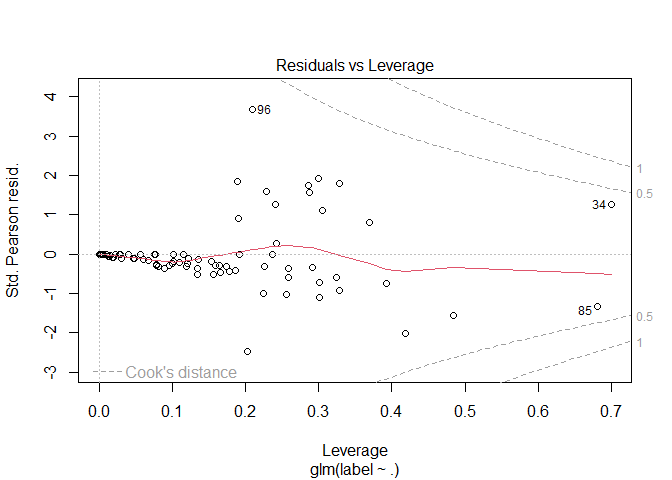 Residuals vs Leverage
Std. Pearson resid.
4
3
2
1
0
-1
-2
-3
96
34
85
1
0.5
0.5
1
Cook's distance
0.0 0.1 0.2 0.3 0.4 0.5 0.6 0.7
Leverage
glm(label ~ .)